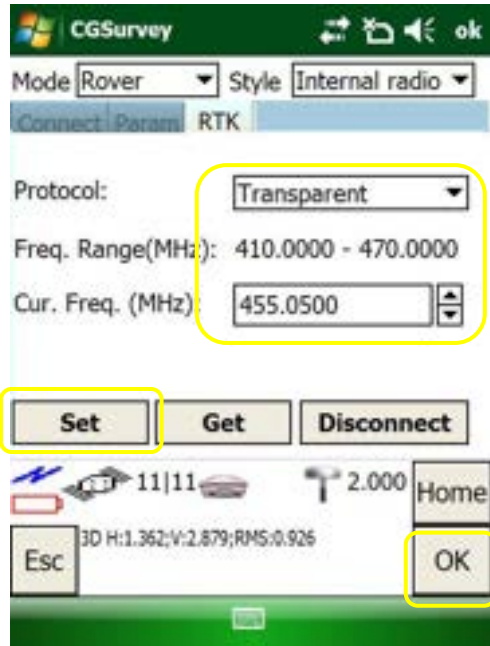 CGSurvey ok
Mode Rover Style Internal radio
Connect Param RTK
Protocol: Transparent
Freq. Range(MHz): 410.0000 - 470.0000
Cur. Freq. (MHz): 455.0500
Set Get Disconnect
11|11 2.000 Home
Esc 3D H:1.362;V:2.879;RMS:0.926 OK